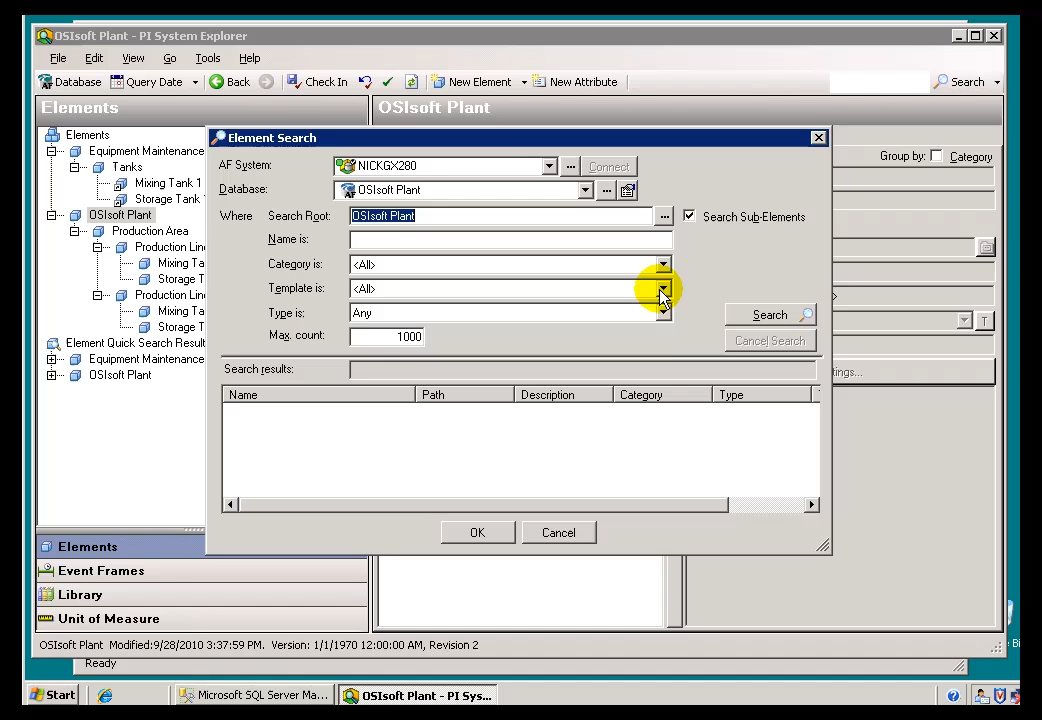 OSIsoft Plant - PI System Explorer
File Edit View Go Tools Help
Database Query Date Back Check In New Element New Attribute Search
Elements
OSIsoft Plant
Elements
Equipment Maintenance
Tanks
Mixing Tank 1
Storage Tank
OSIsoft Plant
Production Area
Production Lin
Mixing Ta
Storage T
Production Lin
Mixing Ta
Storage T
Element Quick Search Result
Equipment Maintenance
OSIsoft Plant
Group by: Category
Element Search
AF System: NICKGX280 ... Connect
Database: OSIsoft Plant ...
Where Search Root: OSIsoft Plant ... Search Sub-Elements
Name is:
Category is: <All>
Template is: <All>
Type is: Any
Search
Max. count: 1000
Cancel Search
Search results:
Name Path Description Category Type
OK Cancel
>
T
tings...
Elements
Event Frames
Library
Unit of Measure
OSIsoft Plant Modified:9/28/2010 3:37:59 PM. Version: 1/1/1970 12:00:00 AM, Revision 2
Ready
Start Microsoft SQL Server Ma... OSIsoft Plant - PI Sys...